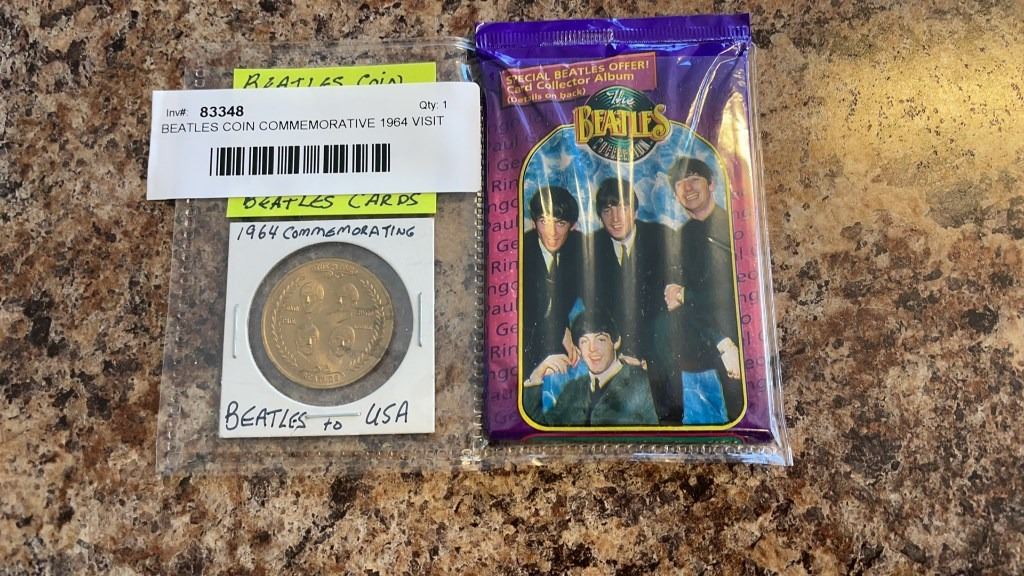 BEATLES COIN
Inv#: 83348 Qty: 1
BEATLES COIN COMMEMORATIVE 1964 VISIT
BEATLES CARDS
1964 COMMEMORATING
BEATLES to USA
SPECIAL BEATLES OFFER!
Card Collector Album
(Details on back)
The
BEATLES
COLLECTION